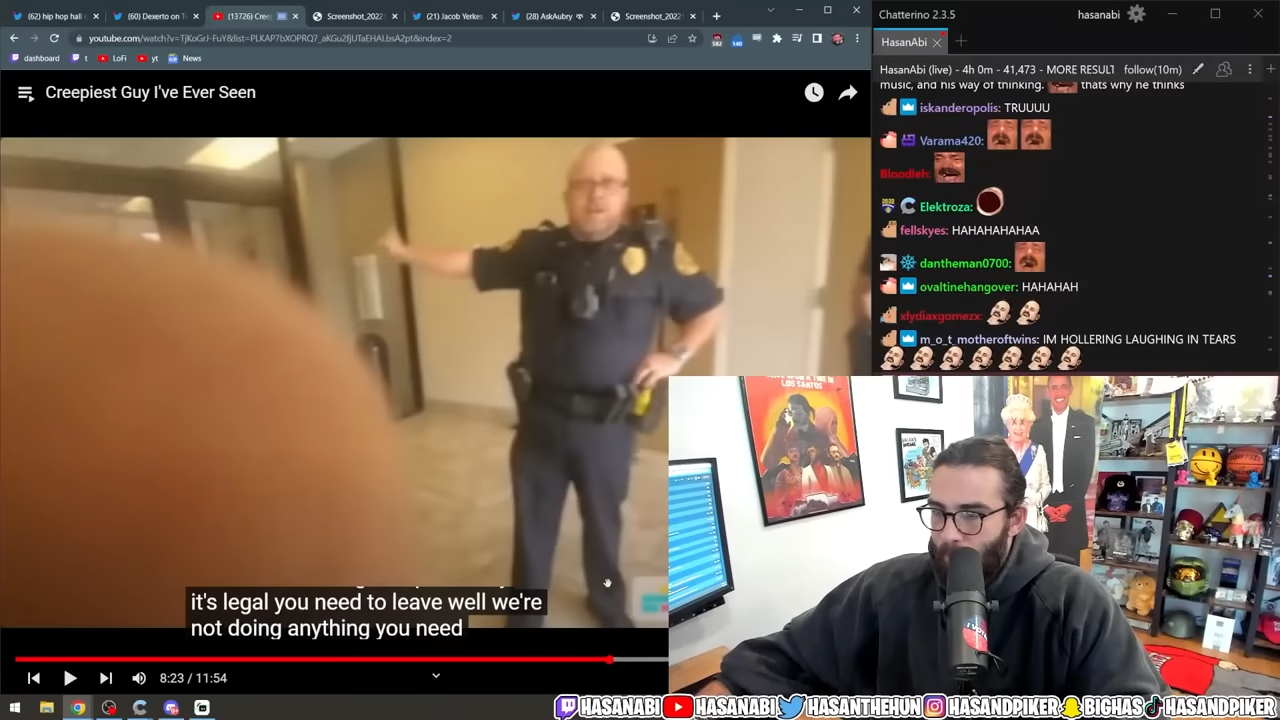 (62) hip hop hall
(60) Dexerto on T
(13726) Cree
Screenshot_2022
(21) Jacob Yerkes
(28) AskAubry
Screenshot_2022
youtube.com/watch?v=TjKoGrJ-FuY&list=PLKAP7bXOPRQ7_aKGu2fjUTaEHALbsA2pt&index=2
582
140
dashboard
t
LoFi
yt
News
Creepiest Guy I've Ever Seen
it's legal you need to leave well we're
not doing anything you need
8:23 / 11:54
Chatterino 2.3.5
hasanabi
HasanAbi
HasanAbi (live) - 4h 0m - 41,473 - MORE RESULT
follow(10m)
music, and his way of thinking.
thats why he thinks
iskanderopolis: TRUUUU
Varama420:
Bloodleh:
Elektroza:
fellskyes: HAHAHAHAHAA
dantheman0700:
ovaltinehangover: HAHAHAH
xlydiaxgomezx:
m_o_t_motheroftwins: IM HOLLERING LAUGHING IN TEARS
LOS SANTOS
HASANABI
HASANABI
HASANTHEHUN
HASANDPIKER
BIGHAS
HASANDPIKER